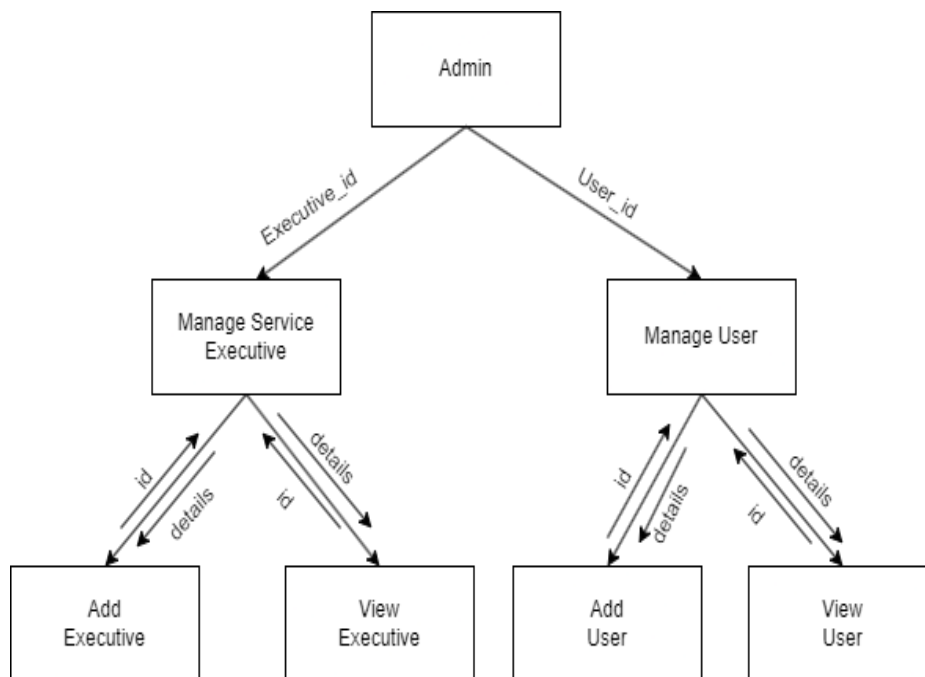 Admin
Executive_id
User_id
Manage Service
Executive
Manage User
id
details
details
id
id
details
details
id
Add
Executive
View
Executive
Add
User
View
User